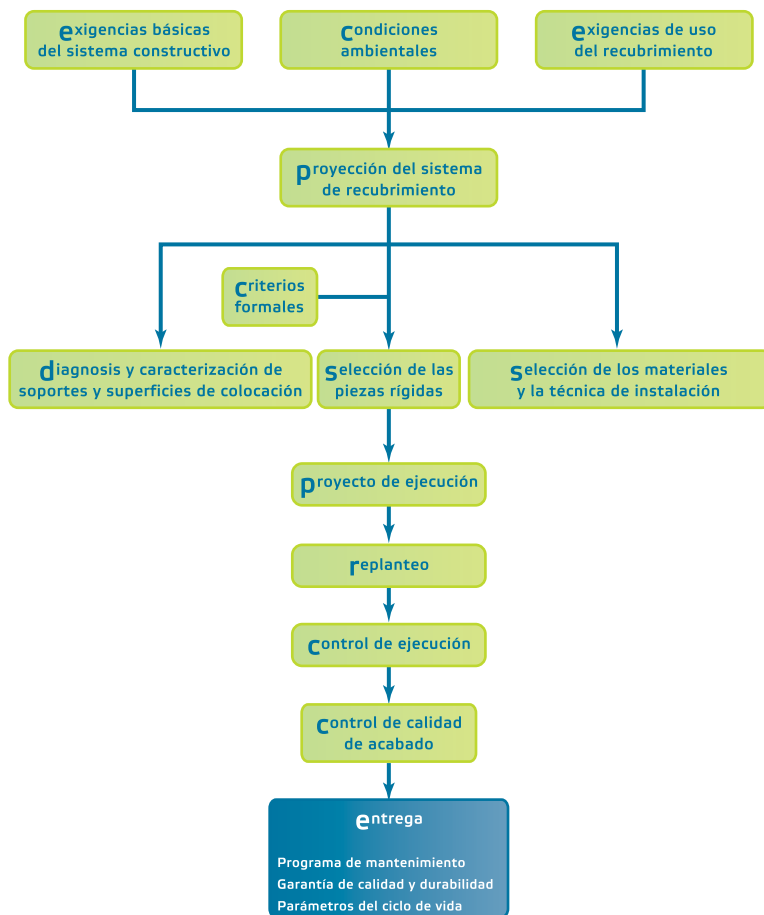 exigencias básicas
del sistema constructivo
condiciones
ambientales
exigencias de uso
del recubrimiento
proyección del sistema
de recubrimiento
criterios
formales
diagnosis y caracterización de
soportes y superficies de colocación
selección de las
piezas rígidas
selección de los materiales
y la técnica de instalación
proyecto de ejecución
replanteo
control de ejecución
control de calidad
de acabado
entrega
Programa de mantenimiento
Garantía de calidad y durabilidad
Parámetros del ciclo de vida